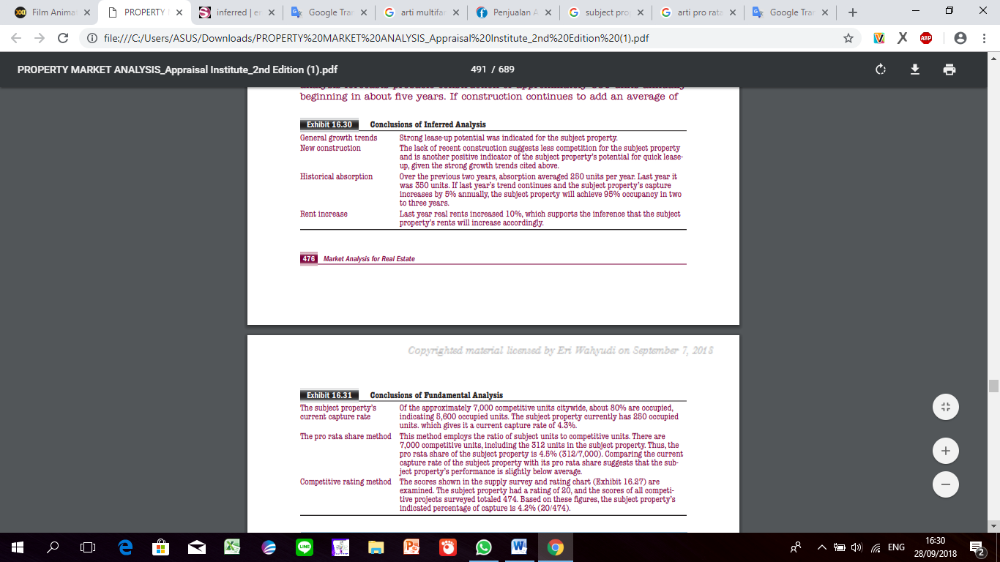 Film Animat
PROPERTY
inferred | en
Google Tran
arti multifan
Penjualan A
subject prop
arti pro rata
Google Tran
file:///C:/Users/ASUS/Downloads/PROPERTY%20MARKET%20ANALYSIS_Appraisal%20Institute_2nd%20Edition%20(1).pdf
ABP
PROPERTY MARKET ANALYSIS_Appraisal Institute_2nd Edition (1).pdf
491 / 689
beginning in about five years. If construction continues to add an average of
Exhibit 16.30 Conclusions of Inferred Analysis
General growth trends Strong lease-up potential was indicated for the subject property.
New construction The lack of recent construction suggests less competition for the subject property
and is another positive indicator of the subject property's potential for quick lease-
up, given the strong growth trends cited above.
Historical absorption Over the previous two years, absorption averaged 250 units per year. Last year it
was 350 units. If last year's trend continues and the subject property's capture
increases by 5% annually, the subject property will achieve 95% occupancy in two
to three years.
Rent increase Last year real rents increased 10%, which supports the inference that the subject
property's rents will increase accordingly.
476 Market Analysis for Real Estate
Copyrighted material licensed by Eri Wahyudi on September 7, 2018
Exhibit 16.31 Conclusions of Fundamental Analysis
The subject property's Of the approximately 7,000 competitive units citywide, about 80% are occupied,
current capture rate indicating 5,600 occupied units. The subject property currently has 250 occupied
units. which gives it a current capture rate of 4.3%.
The pro rata share method This method employs the ratio of subject units to competitive units. There are
7,000 competitive units, including the 312 units in the subject property. Thus, the
pro rata share of the subject property is 4.5% (312/7,000). Comparing the current
capture rate of the subject property with its pro rata share suggests that the sub-
ject property's performance is slightly below average.
Competitive rating method The scores shown in the supply survey and rating chart (Exhibit 16.27) are
examined. The subject property had a rating of 20, and the scores of all competi-
tive projects surveyed totaled 474. Based on these figures, the subject property's
indicated percentage of capture is 4.2% (20/474).
LINE
ENG
16:30
28/09/2018
2